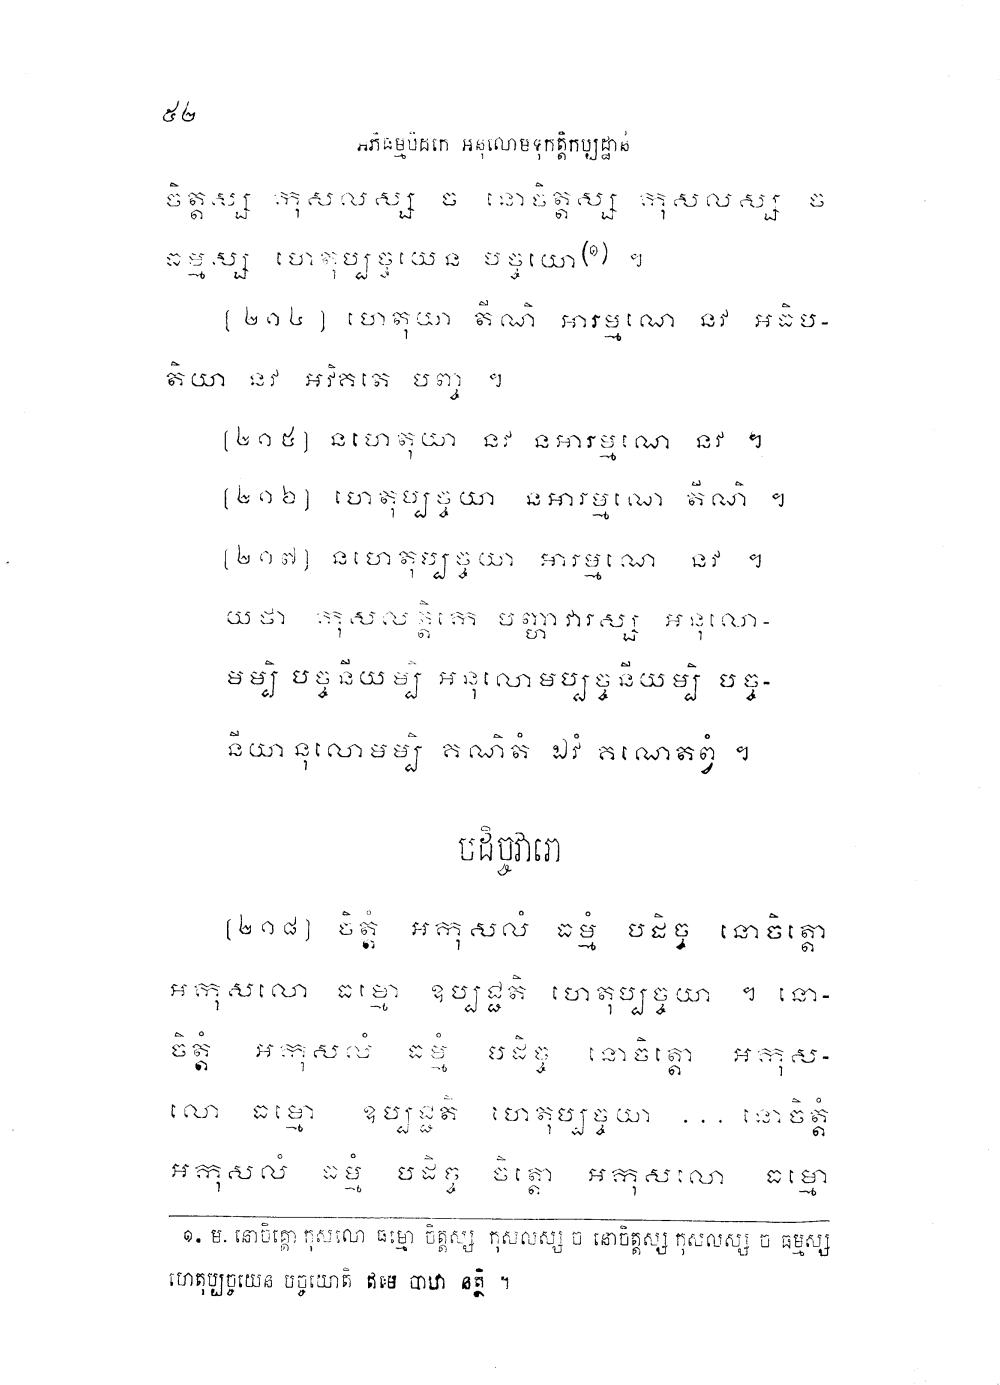 ៥២
អភិធម្មបិដកេ អនុលោមទុកត្តិកប្បដ្ឋានំ
ចិត្តស្ស កុសលស្ស ច នោចិត្តស្ស កុសលស្ស ច
ធម្មស្ស ហេតុប្បច្ចយេន បច្ចយោ(១) ។
(២១៤) ហេតុយា តីណិ អារម្មណេ នវ អធិប-
តិយា នវ អវិគតេ បញ្ច ។
(២១៥) នហេតុយា នវ នអារម្មណេ នវ ។
(២១៦) ហេតុប្បច្ចយា នអារម្មណេ តីណិ ។
(២១៧) នហេតុប្បច្ចយា អារម្មណេ នវ ។
យថា កុសលត្តិកេ បញ្ហាវារស្ស អនុលោ-
មម្បិ បច្ចនីយម្បិ អនុលោមប្បច្ចនីយម្បិ បច្ច-
នីយានុលោមម្បិ គណិតំ ឯវំ គណេតព្វំ ។
បដិច្ចវារោ
(២១៨) ចិត្តំ អកុសលំ ធម្មំ បដិច្ច នោចិត្តោ
អកុសលោ ធម្មោ ឧប្បជ្ជតិ ហេតុប្បច្ចយា ។ នោ-
ចិត្តំ អកុសលំ ធម្មំ បដិច្ច នោចិត្តោ អកុស-
លោ ធម្មោ ឧប្បជ្ជតិ ហេតុប្បច្ចយា ... នោចិត្តំ
អកុសលំ ធម្មំ បដិច្ច ចិត្តោ អកុសលោ ធម្មោ
១. ម. នោចិត្តោ កុសលោ ធម្មោ ចិត្តស្ស កុសលស្ស ច នោចិត្តស្ស កុសលស្ស ច ធម្មស្ស
ហេតុប្បច្ចយេន បច្ចយោតិ ឥមេ បាឋា នត្ថិ ។